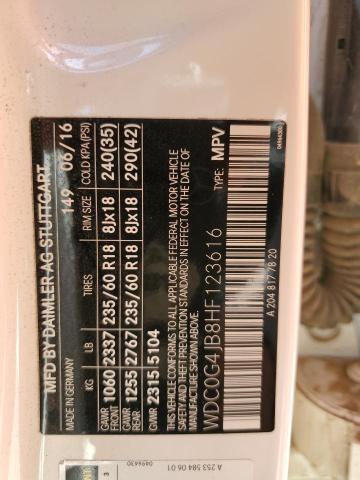 MFD BY DAIMLER AG STUTTGART
MADE IN GERMANY 149 06/16
KG LB TIRES RIM SIZE COLD KPA(PSI)
GAWR FRONT 1060 2337 235/60 R18 8Jx18 240(35)
GAWR REAR 1255 2767 235/60 R18 8Jx18 290(42)
GVWR 2315 5104
THIS VEHICLE CONFORMS TO ALL APPLICABLE FEDERAL MOTOR VEHICLE
SAFETY AND THEFT PREVENTION STANDARDS IN EFFECT ON THE DATE OF
MANUFACTURE SHOWN ABOVE.
WDC0G4JB8HF123616 TYPE: MPV
A 204 817 78 20
A 253 584 06 01
0496430
3